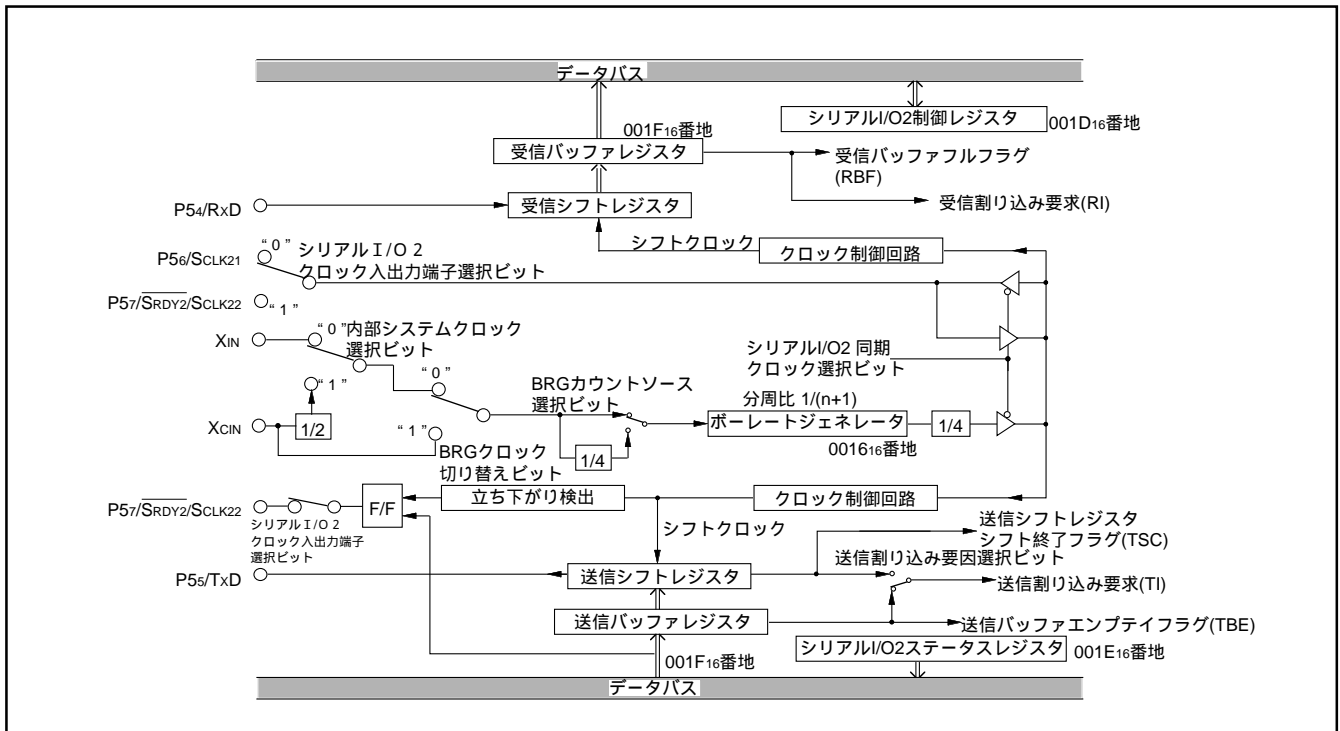 データバス
シリアルI/O2制御レジスタ
001D16番地
001F16番地
受信バッファレジスタ
受信バッファフルフラグ
(RBF)
受信割り込み要求(RI)
P54/RxD
受信シフトレジスタ
シフトクロック
クロック制御回路
P56/SCLK21
“ 0 ”
シリアルI/O 2
クロック入出力端子選択ビット
P57/SRDY2/SCLK22
“ 1 ”
XIN
“ 0 ”
内部システムクロック
選択ビット
“ 1 ”
XCIN
1/2
“ 0 ”
“ 1 ”
BRGクロック
切り替えビット
BRGカウントソース
選択ビット
1/4
シリアルI/O2 同期
クロック選択ビット
分周比 1/(n+1)
ボーレートジェネレータ
001616番地
1/4
P57/SRDY2/SCLK22
シリアルI/O 2
クロック入出力端子
選択ビット
F/F
立ち下がり検出
クロック制御回路
シフトクロック
送信シフトレジスタ
シフト終了フラグ(TSC)
P55/TxD
送信シフトレジスタ
送信割り込み要因選択ビット
送信割り込み要求(TI)
送信バッファレジスタ
送信バッファエンプテイフラグ(TBE)
001F16番地
シリアルI/O2ステータスレジスタ
001E16番地
データバス